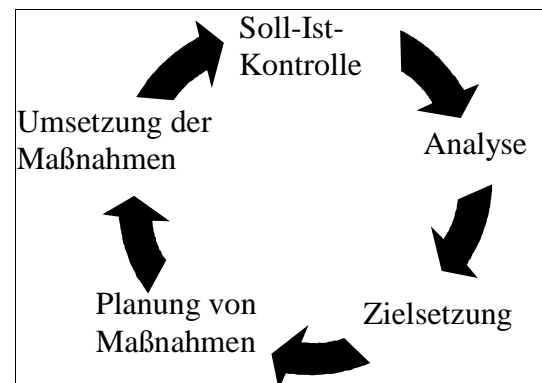 Soll-Ist-
Kontrolle
Analyse
Zielsetzung
Planung von
Maßnahmen
Umsetzung der
Maßnahmen